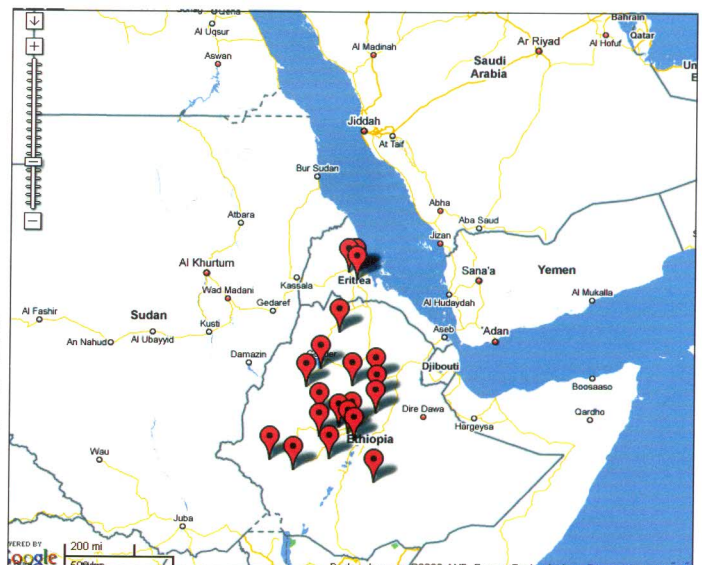 Qena
Al Uqsur
Aswan
Al Madinah
Saudi
Arabia
Ar Riyad
Al Hofuf
Bahrain
Qatar
Jiddah
At Taif
Bur Sudan
Atbara
Abha
Aba Saud
Jizan
Al Khurtum
Wad Madani
Kassala
Gedaref
Eritrea
Sana'a
Yemen
Al Hudaydah
Al Mukalla
Al Fashir
Sudan
An Nahud
Al Ubayyid
Kusti
Damazin
Aseb
'Adan
Djibouti
Boosaaso
Dire Dawa
Hargeysa
Qardho
Ethiopia
Wau
Juba
200 mi
Google